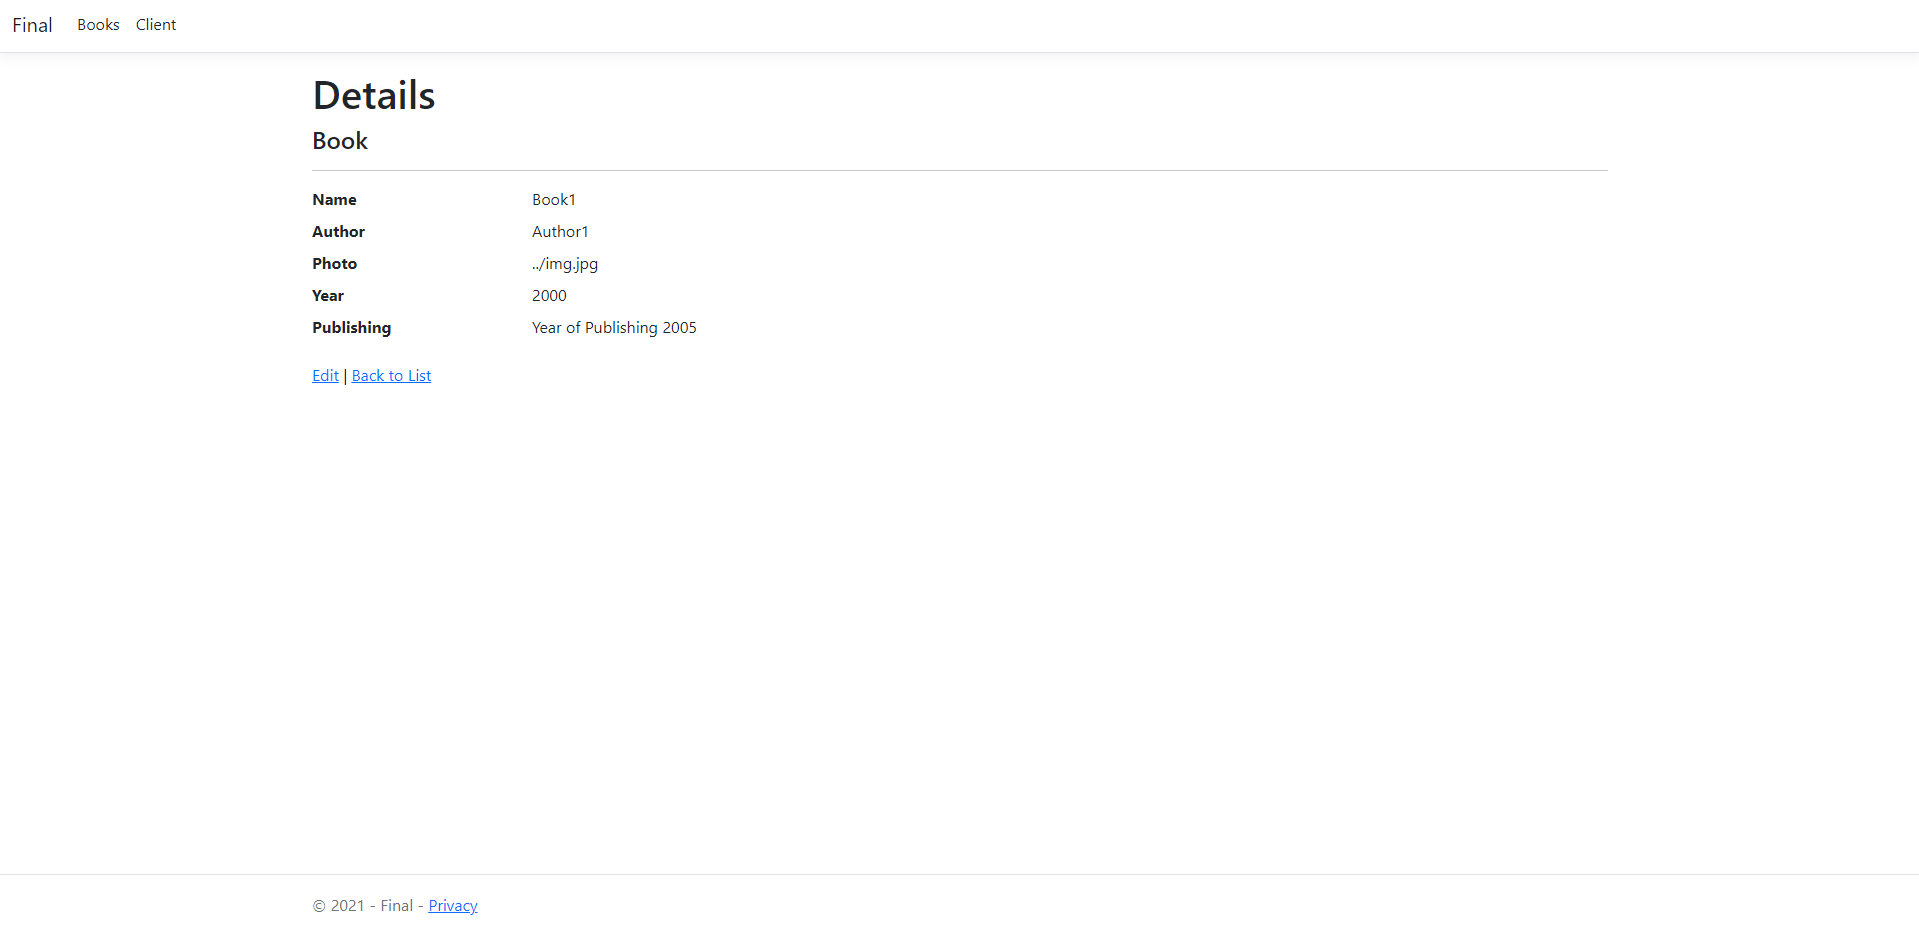 Final Books Client
Details
Book
Name Book1
Author Author1
Photo ../img.jpg
Year 2000
Publishing Year of Publishing 2005
Edit | Back to List
© 2021 - Final - Privacy